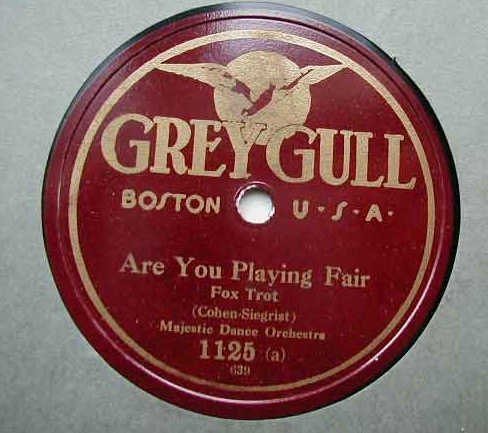 GREY GULL
BOSTON U·S·A·
Are You Playing Fair
Fox Trot
(Cohen-Siegrist)
Majestic Dance Orchestra
1125 (a)
639